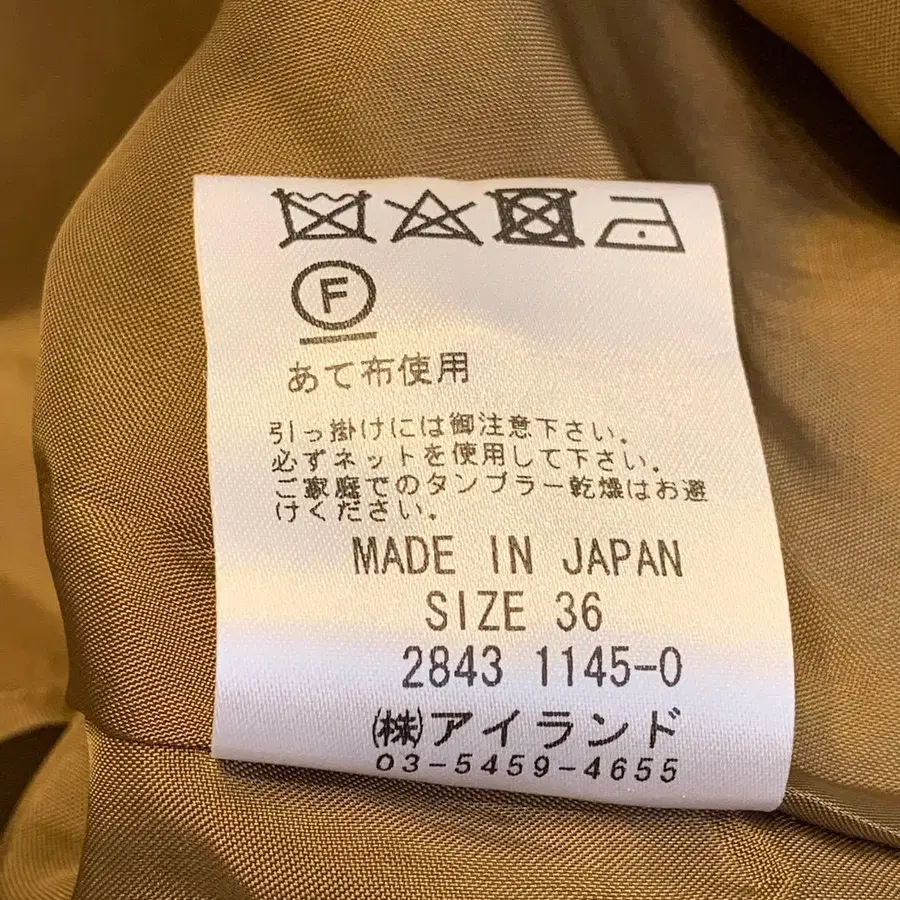 F
あて布使用
引っ掛けには御注意下さい。
必ずネットを使用して下さい。
ご家庭でのタンブラー乾燥はお避
けください。
MADE IN JAPAN
SIZE 36
2843 1145-0
㈱アイランド
03-5459-4655